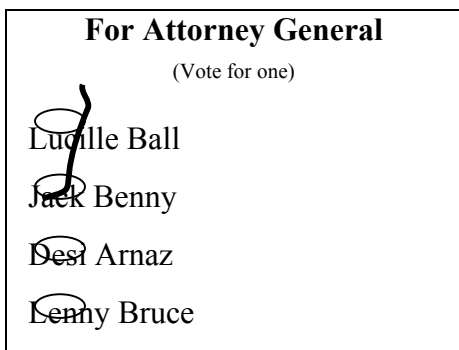 For Attorney General
(Vote for one)
Lucille Ball
Jack Benny
Desi Arnaz
Lenny Bruce